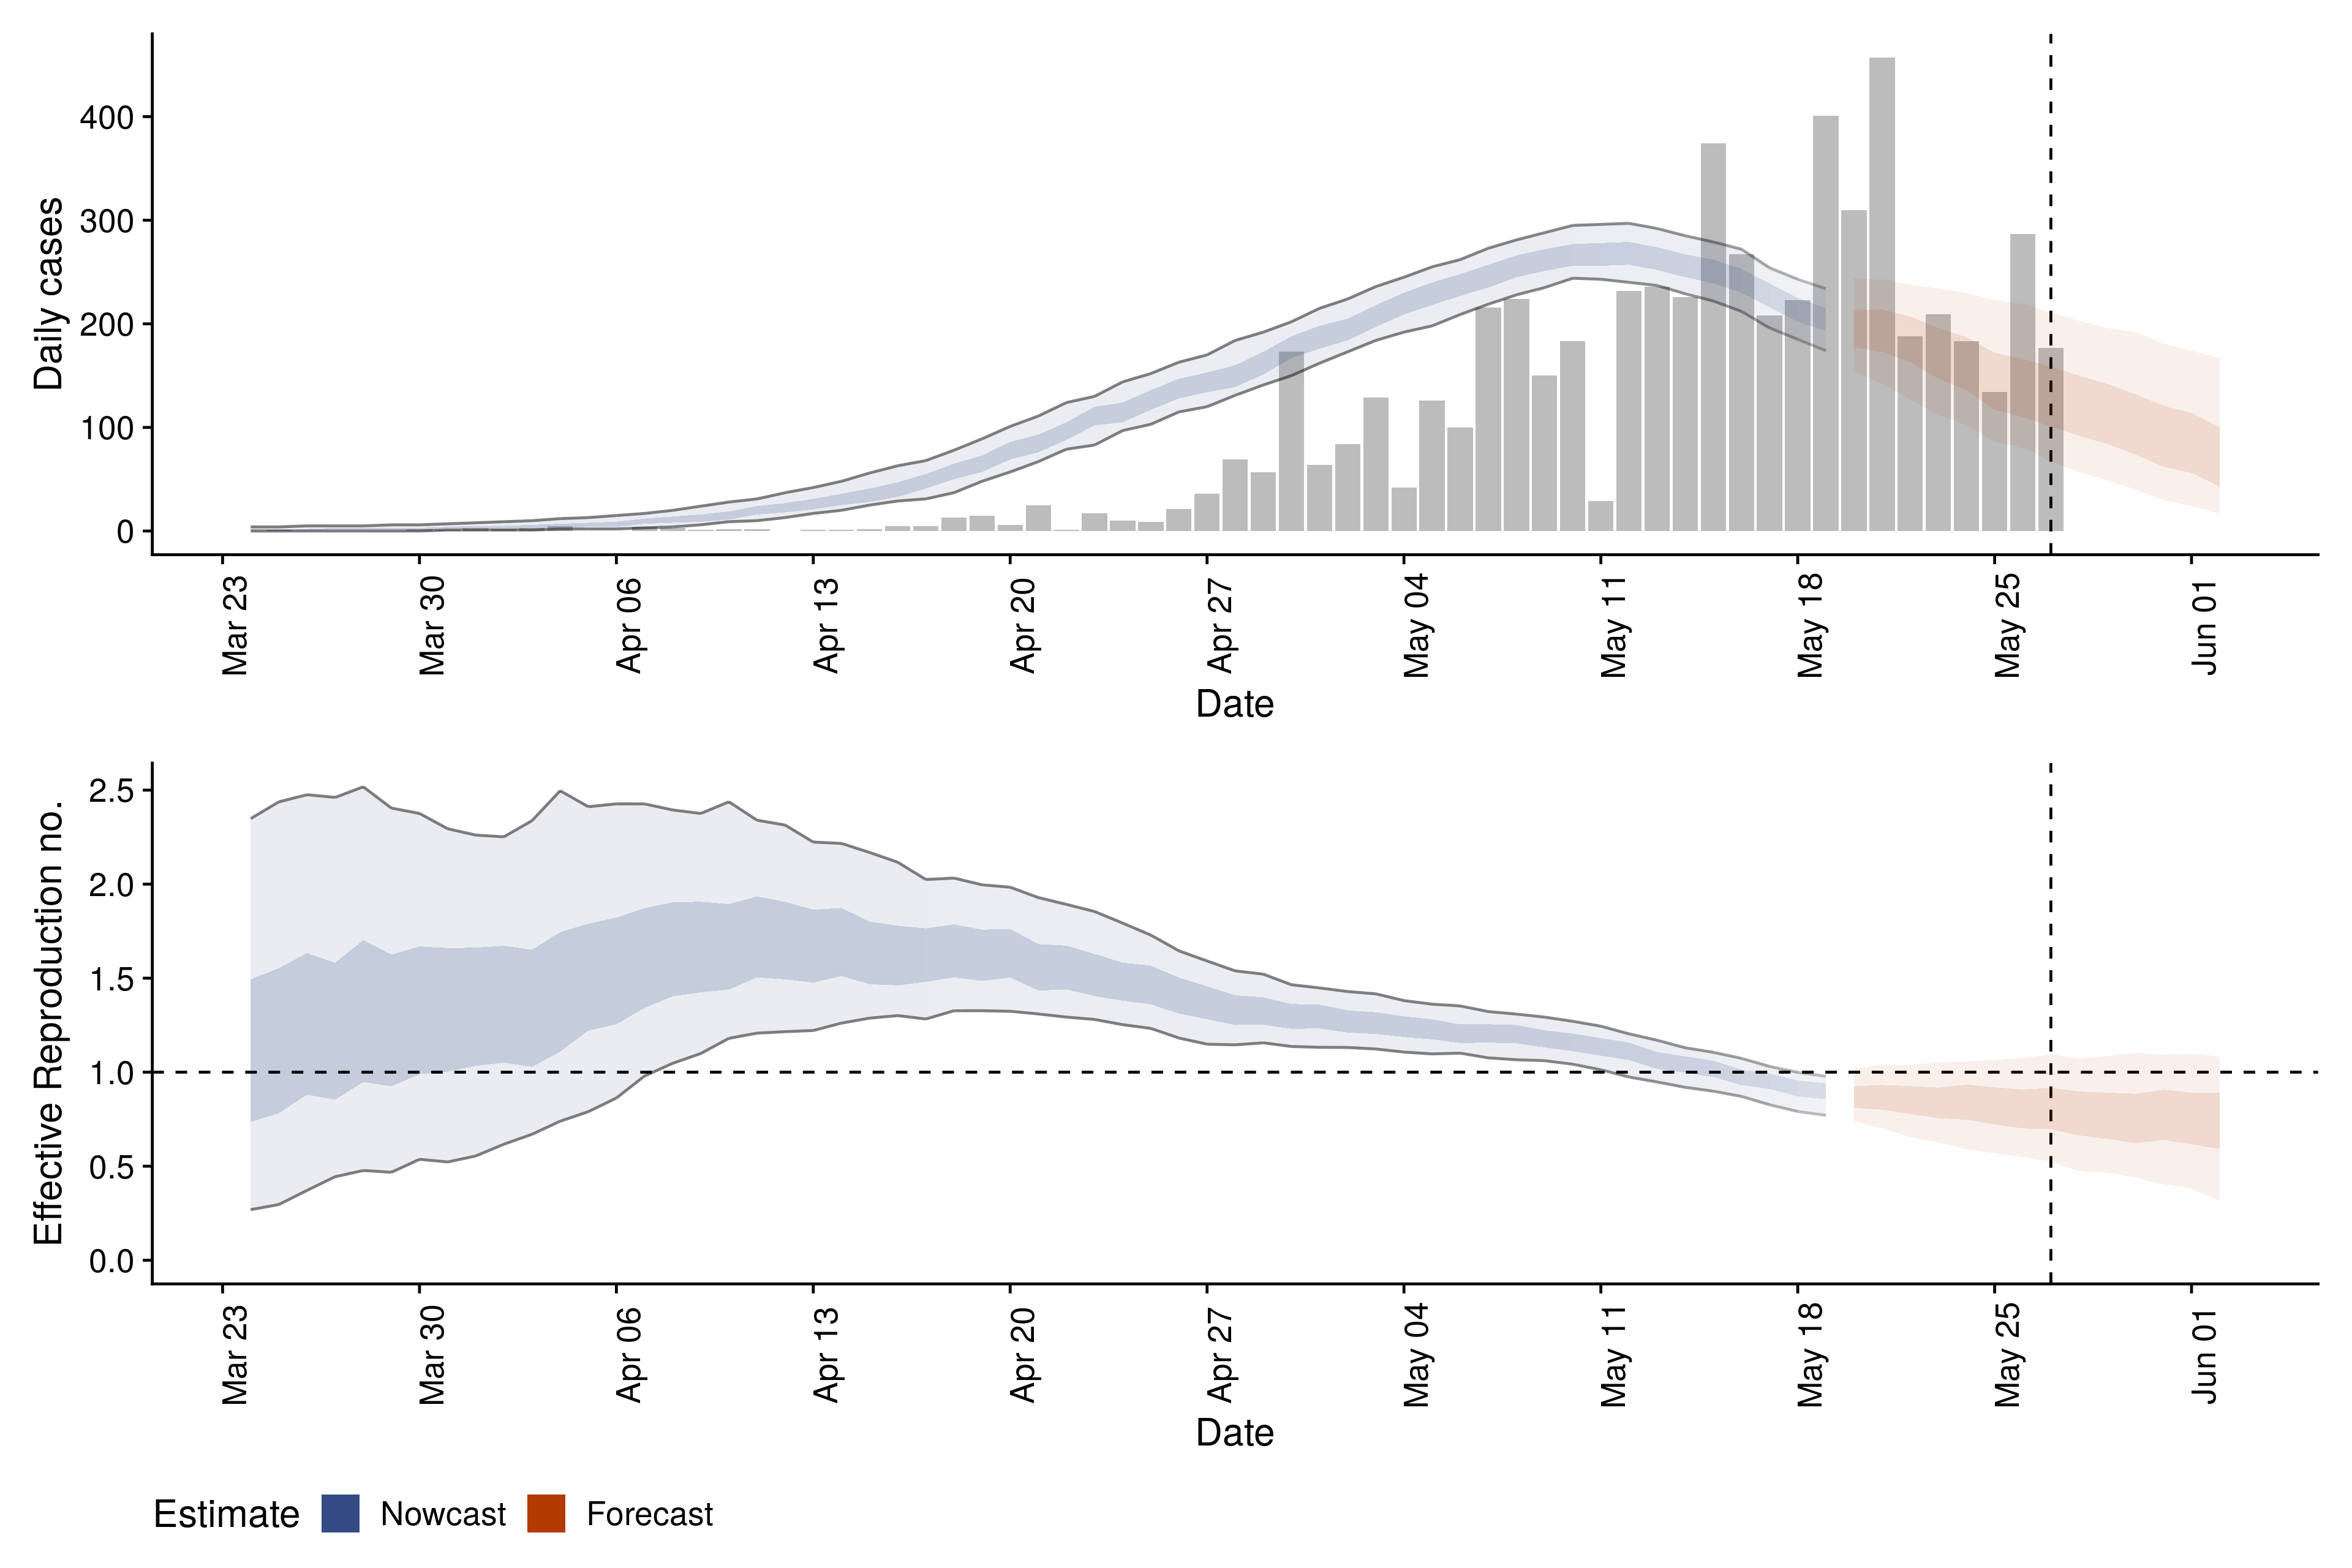 Daily cases
400
300
200
100
0
Mar 23
Mar 30
Apr 06
Apr 13
Apr 20
Apr 27
May 04
May 11
May 18
May 25
Jun 01
Date
Effective Reproduction no.
2.5
2.0
1.5
1.0
0.5
0.0
Mar 23
Mar 30
Apr 06
Apr 13
Apr 20
Apr 27
May 04
May 11
May 18
May 25
Jun 01
Date
Estimate Nowcast Forecast